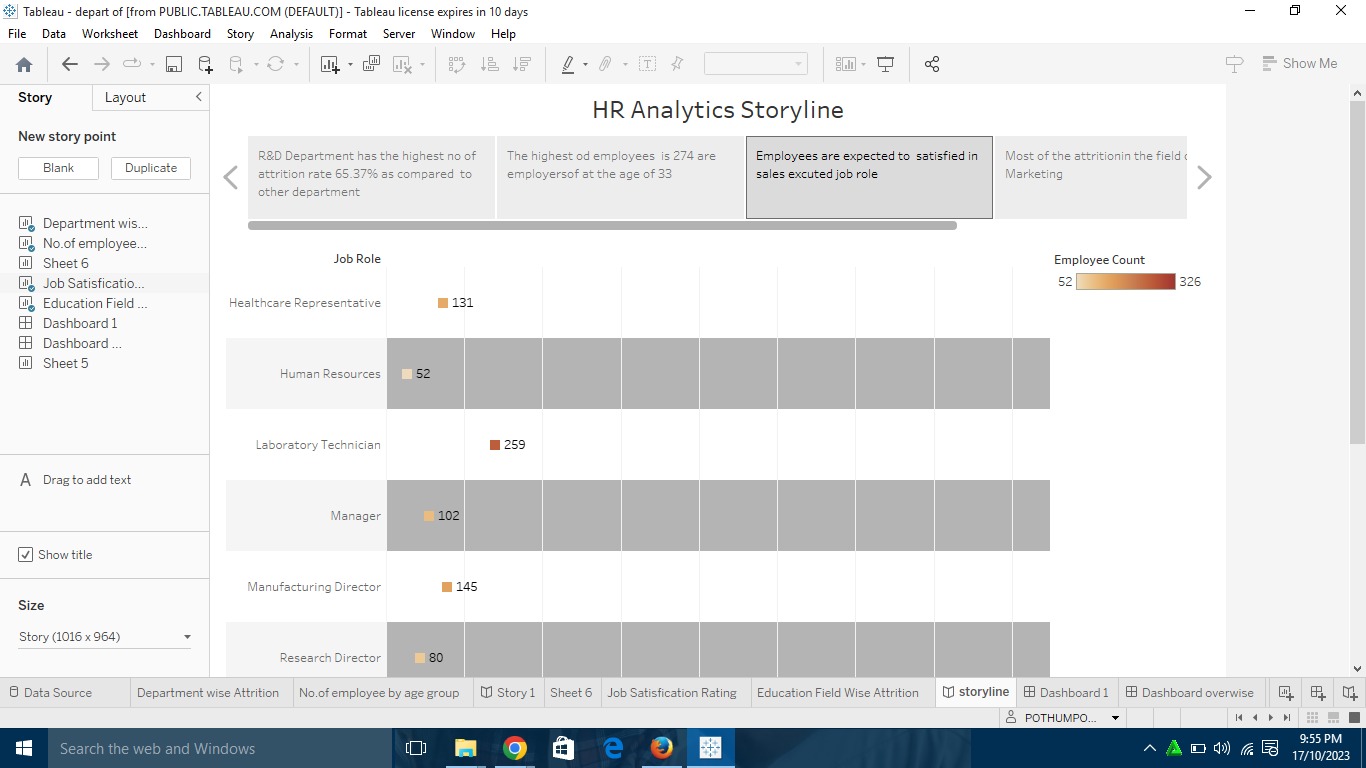 Tableau - depart of [from PUBLIC.TABLEAU.COM (DEFAULT)] - Tableau license expires in 10 days
File Data Worksheet Dashboard Story Analysis Format Server Window Help
Show Me
Story Layout
New story point
Blank Duplicate
Department wis...
No.of employee...
Sheet 6
Job Satisficatio...
Education Field ...
Dashboard 1
Dashboard ...
Sheet 5
A Drag to add text
Show title
Size
Story (1016 x 964)
HR Analytics Storyline
R&D Department has the highest no of
attrition rate 65.37% as compared to
other department
The highest od employees is 274 are
employersof at the age of 33
Employees are expected to satisfied in
sales excuted job role
Most of the attritionin the field
Marketing
Job Role
Healthcare Representative 131
Human Resources 52
Laboratory Technician 259
Manager 102
Manufacturing Director 145
Research Director 80
Employee Count
52 326
Data Source Department wise Attrition No.of employee by age group Story 1 Sheet 6 Job Satisfication Rating Education Field Wise Attrition storyline Dashboard 1 Dashboard overwise
POTHUMPO...
Search the web and Windows
9:55 PM
17/10/2023